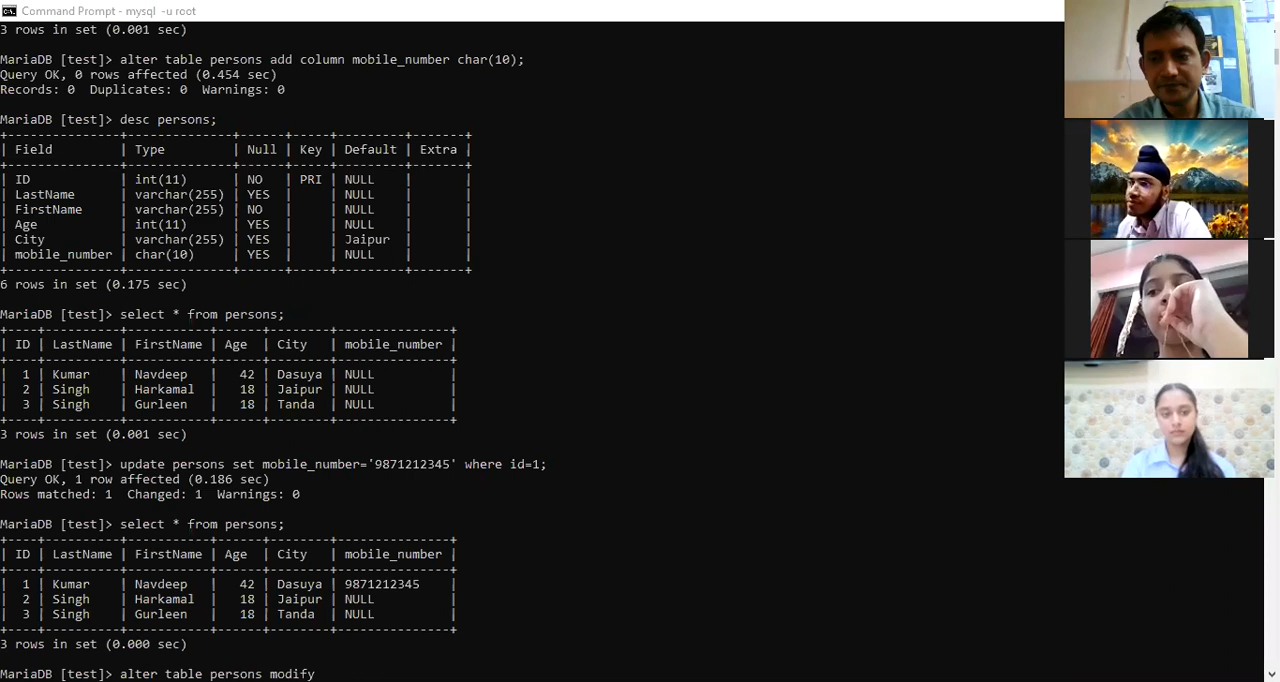 Command Prompt - mysql -u root
3 rows in set (0.001 sec)
MariaDB [test]> alter table persons add column mobile_number char(10);
Query OK, 0 rows affected (0.454 sec)
Records: 0  Duplicates: 0  Warnings: 0
MariaDB [test]> desc persons;
+---------------+--------------+------+-----+---------+-------+
| Field         | Type         | Null | Key | Default | Extra |
+---------------+--------------+------+-----+---------+-------+
| ID            | int(11)      | NO   | PRI | NULL    |       |
| LastName      | varchar(255) | YES  |     | NULL    |       |
| FirstName     | varchar(255) | NO   |     | NULL    |       |
| Age           | int(11)      | YES  |     | NULL    |       |
| City          | varchar(255) | YES  |     | Jaipur  |       |
| mobile_number | char(10)     | YES  |     | NULL    |       |
+---------------+--------------+------+-----+---------+-------+
6 rows in set (0.175 sec)
MariaDB [test]> select * from persons;
+----+----------+-----------+------+--------+---------------+
| ID | LastName | FirstName | Age  | City   | mobile_number |
+----+----------+-----------+------+--------+---------------+
|  1 | Kumar    | Navdeep   |   42 | Dasuya | NULL          |
|  2 | Singh    | Harkamal  |   18 | Jaipur | NULL          |
|  3 | Singh    | Gurleen   |   18 | Tanda  | NULL          |
+----+----------+-----------+------+--------+---------------+
3 rows in set (0.001 sec)
MariaDB [test]> update persons set mobile_number='9871212345' where id=1;
Query OK, 1 row affected (0.186 sec)
Rows matched: 1  Changed: 1  Warnings: 0
MariaDB [test]> select * from persons;
+----+----------+-----------+------+--------+---------------+
| ID | LastName | FirstName | Age  | City   | mobile_number |
+----+----------+-----------+------+--------+---------------+
|  1 | Kumar    | Navdeep   |   42 | Dasuya | 9871212345    |
|  2 | Singh    | Harkamal  |   18 | Jaipur | NULL          |
|  3 | Singh    | Gurleen   |   18 | Tanda  | NULL          |
+----+----------+-----------+------+--------+---------------+
3 rows in set (0.000 sec)
MariaDB [test]> alter table persons modify